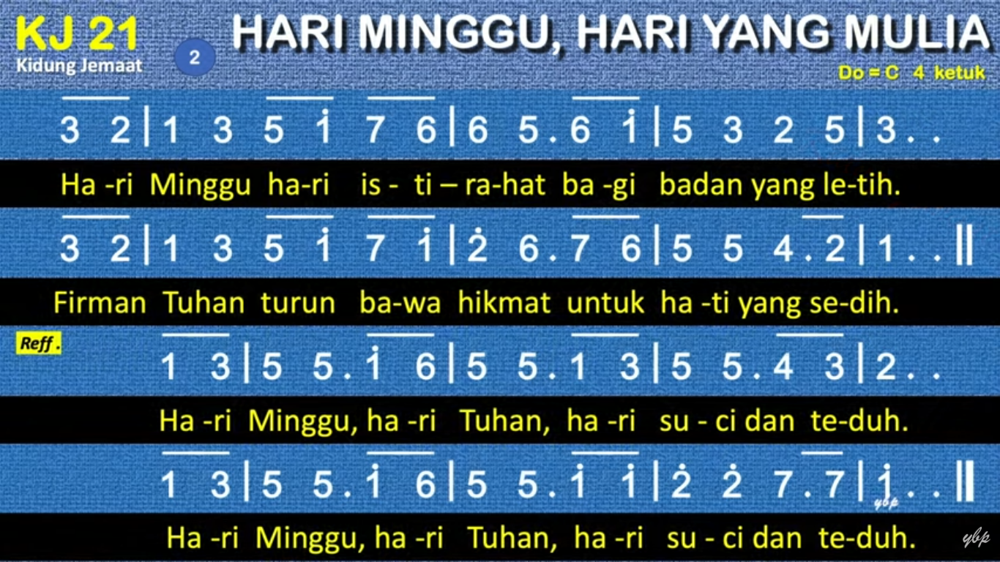 KJ 21
Kidung Jemaat
2
HARI MINGGU, HARI YANG MULIA
Do = C 4 ketuk
3 2 | 1 3 5 1̇ 7 6 | 6 5 . 6 1̇ | 5 3 2 5 | 3 . .
Ha -ri Minggu ha-ri is - ti – ra-hat ba -gi badan yang le-tih.
3 2 | 1 3 5 1̇ 7 1̇ | 2̇ 6 . 7 6 | 5 5 4 . 2 | 1 . . ||
Firman Tuhan turun ba-wa hikmat untuk ha -ti yang se-dih.
Reff .
1 3 | 5 5 . 1̇ 6 | 5 5 . 1 3 | 5 5 . 4 3 | 2 . .
Ha -ri Minggu, ha -ri Tuhan, ha -ri su - ci dan te-duh.
1 3 | 5 5 . 1̇ 6 | 5 5 . 1̇ 1̇ | 2̇ 2̇ 7 . 7 | 1̇ . . ||
ybp
Ha -ri Minggu, ha -ri Tuhan, ha -ri su - ci dan te-duh.
ybp